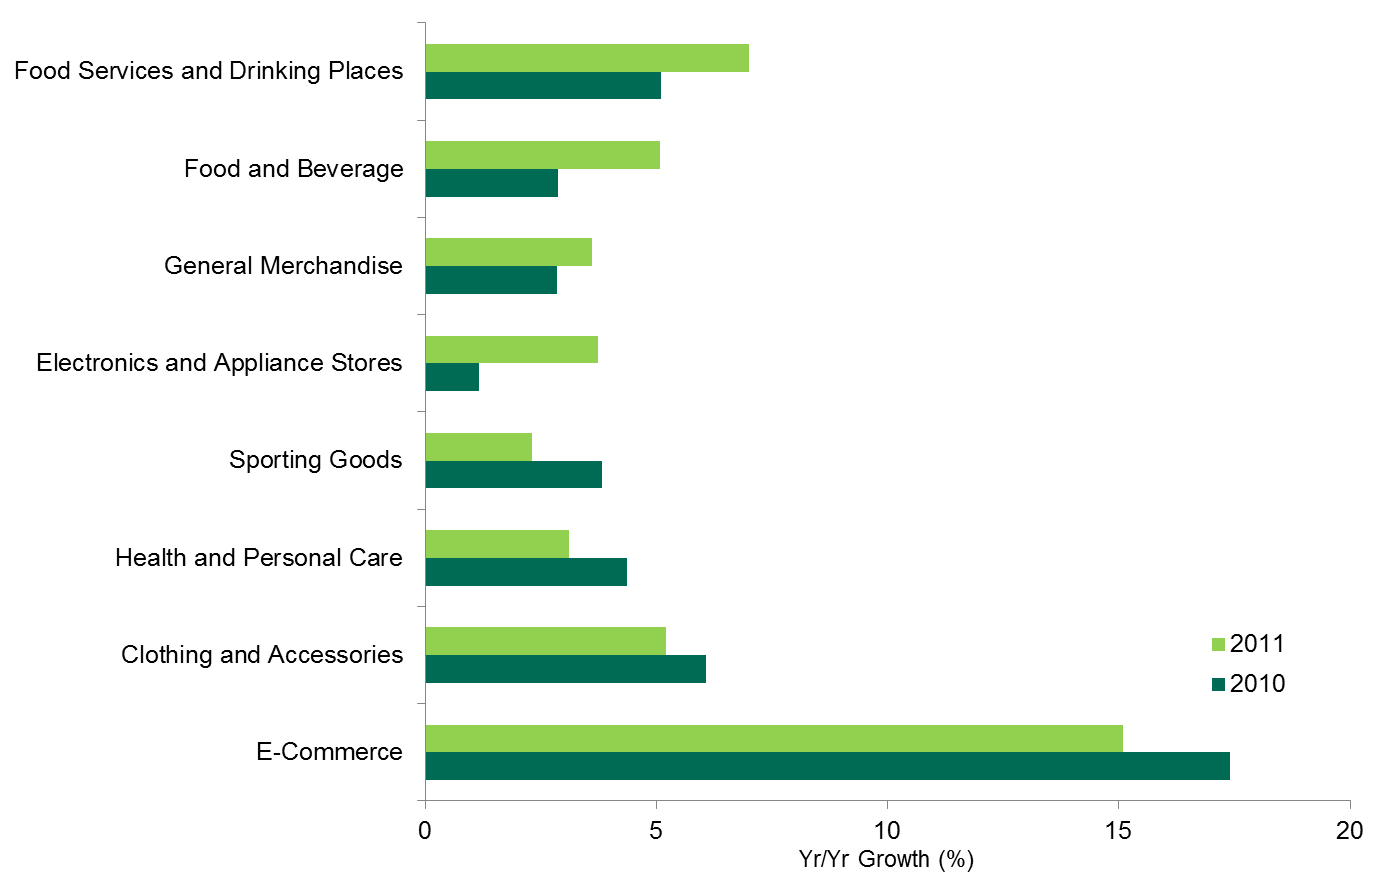 Food Services and Drinking Places
Food and Beverage
General Merchandise
Electronics and Appliance Stores
Sporting Goods
Health and Personal Care
Clothing and Accessories
E-Commerce
2011
2010
0 5 10 15 20
Yr/Yr Growth (%)